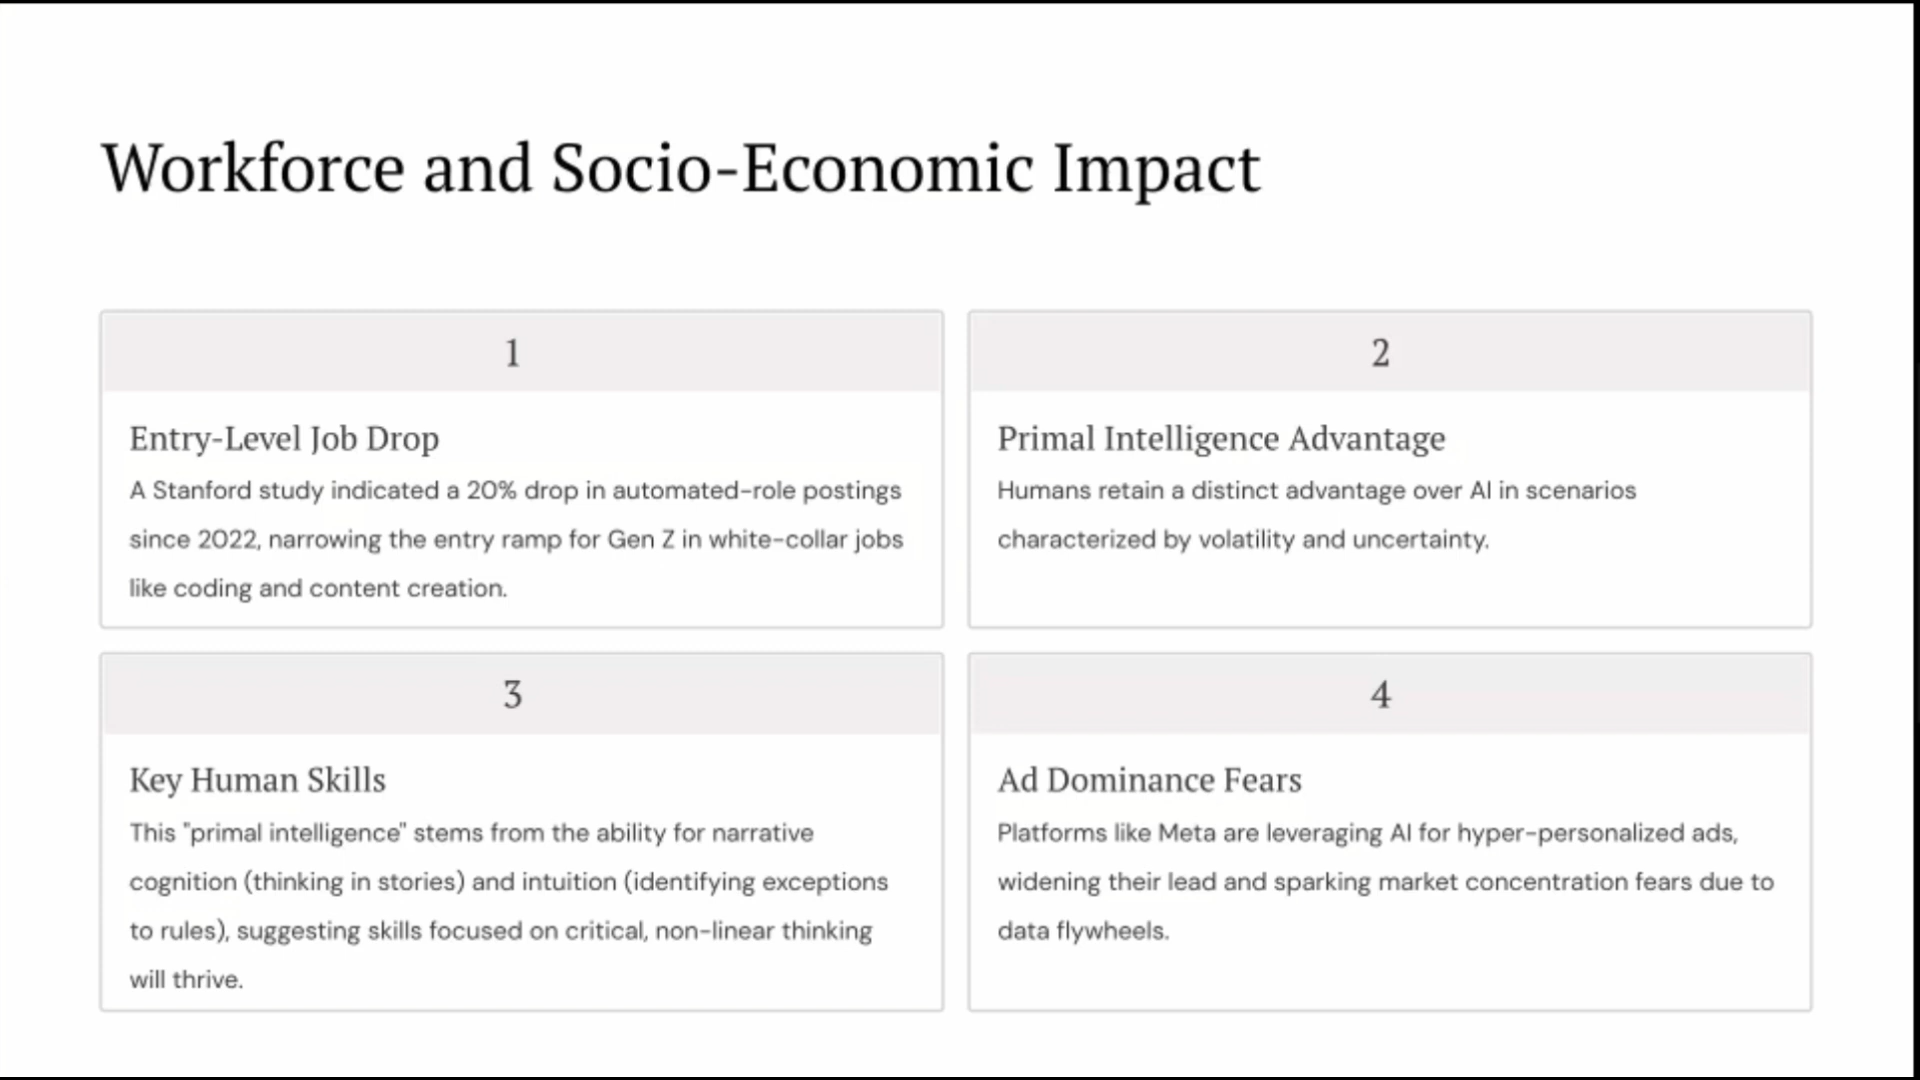 Workforce and Socio-Economic Impact
1
Entry-Level Job Drop
A Stanford study indicated a 20% drop in automated-role postings
since 2022, narrowing the entry ramp for Gen Z in white-collar jobs
like coding and content creation.
2
Primal Intelligence Advantage
Humans retain a distinct advantage over AI in scenarios
characterized by volatility and uncertainty.
3
Key Human Skills
This "primal intelligence" stems from the ability for narrative
cognition (thinking in stories) and intuition (identifying exceptions
to rules), suggesting skills focused on critical, non-linear thinking
will thrive.
4
Ad Dominance Fears
Platforms like Meta are leveraging AI for hyper-personalized ads,
widening their lead and sparking market concentration fears due to
data flywheels.